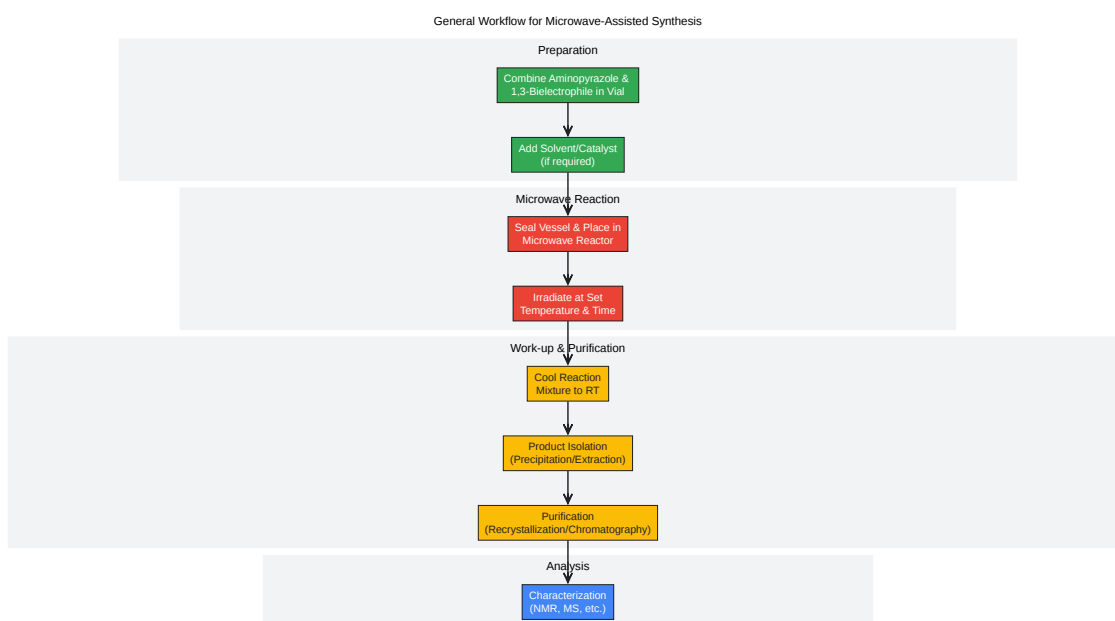 General Workflow for Microwave-Assisted Synthesis
Preparation
Combine Aminopyrazole &
1,3-Bielectrophile in Vial
Add Solvent/Catalyst
(if required)
Microwave Reaction
Seal Vessel & Place in
Microwave Reactor
Irradiate at Set
Temperature & Time
Work-up & Purification
Cool Reaction
Mixture to RT
Product Isolation
(Precipitation/Extraction)
Purification
(Recrystallization/Chromatography)
Analysis
Characterization
(NMR, MS, etc.)